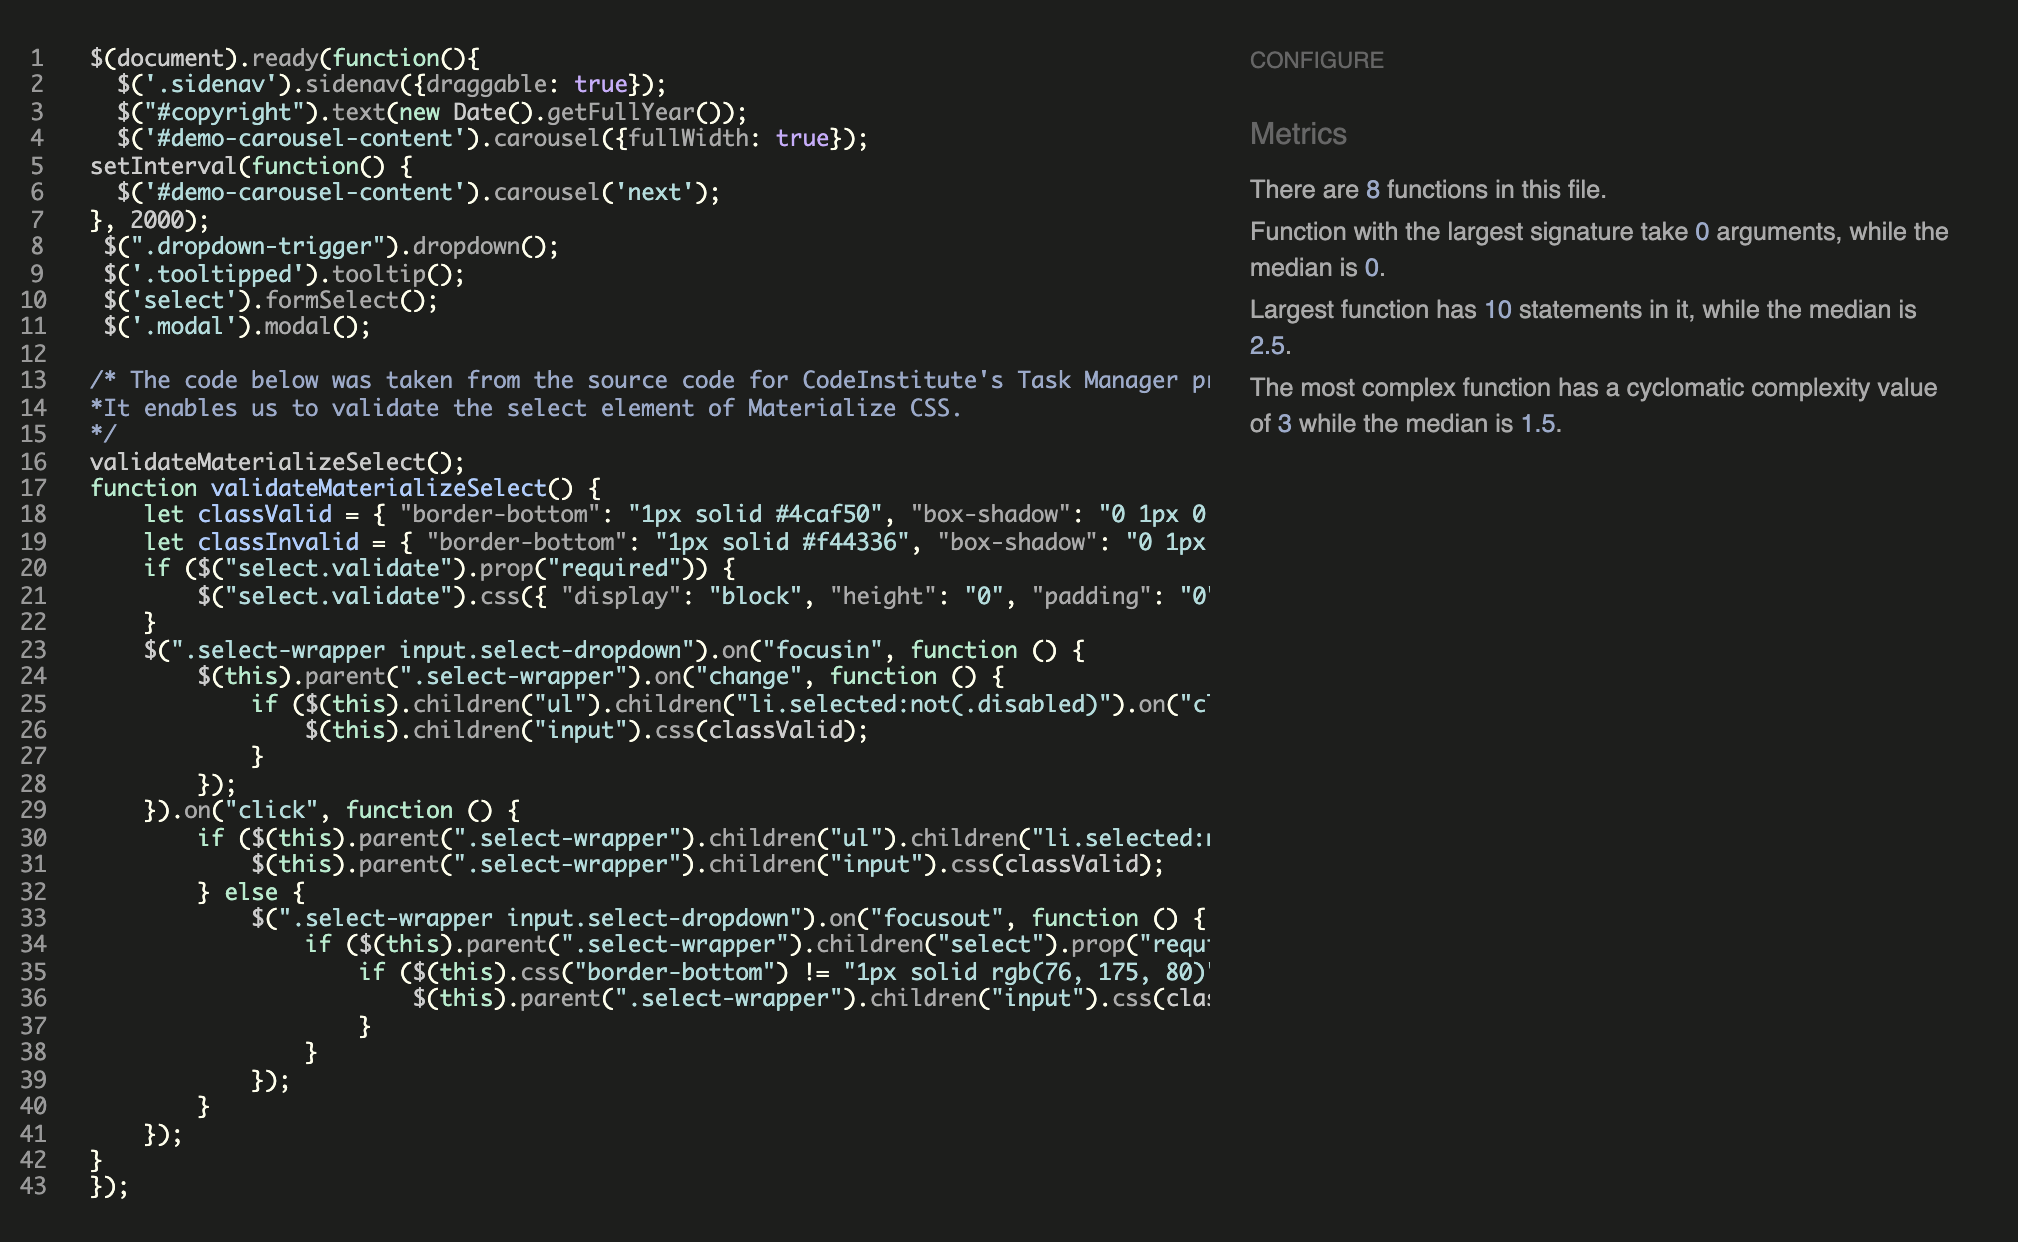 1 $(document).ready(function(){
2 $('.sidenav').sidenav({draggable: true});
3 $("#copyright").text(new Date().getFullYear());
4 $('#demo-carousel-content').carousel({fullWidth: true});
5 setInterval(function() {
6 $('#demo-carousel-content').carousel('next');
7 }, 2000);
8 $(".dropdown-trigger").dropdown();
9 $('.tooltipped').tooltip();
10 $('select').formSelect();
11 $('.modal').modal();
12
13 /* The code below was taken from the source code for CodeInstitute's Task Manager
14 *It enables us to validate the select element of Materialize CSS.
15 */
16 validateMaterializeSelect();
17 function validateMaterializeSelect() {
18 let classValid = { "border-bottom": "1px solid #4caf50", "box-shadow": "0 1px 0
19 let classInvalid = { "border-bottom": "1px solid #f44336", "box-shadow": "0 1px
20 if ($("select.validate").prop("required")) {
21 $("select.validate").css({ "display": "block", "height": "0", "padding": "0"
22 }
23 $(".select-wrapper input.select-dropdown").on("focusin", function () {
24 $(this).parent(".select-wrapper").on("change", function () {
25 if ($(this).children("ul").children("li.selected:not(.disabled)").on("cl
26 $(this).children("input").css(classValid);
27 }
28 });
29 }).on("click", function () {
30 if ($(this).parent(".select-wrapper").children("ul").children("li.selected:
31 $(this).parent(".select-wrapper").children("input").css(classValid);
32 } else {
33 $(".select-wrapper input.select-dropdown").on("focusout", function () {
34 if ($(this).parent(".select-wrapper").children("select").prop("requ
35 if ($(this).css("border-bottom") != "1px solid rgb(76, 175, 80)"
36 $(this).parent(".select-wrapper").children("input").css(clas
37 }
38 }
39 });
40 }
41 });
42 }
43 });
CONFIGURE
Metrics
There are 8 functions in this file.
Function with the largest signature take 0 arguments, while the
median is 0.
Largest function has 10 statements in it, while the median is
2.5.
The most complex function has a cyclomatic complexity value
of 3 while the median is 1.5.